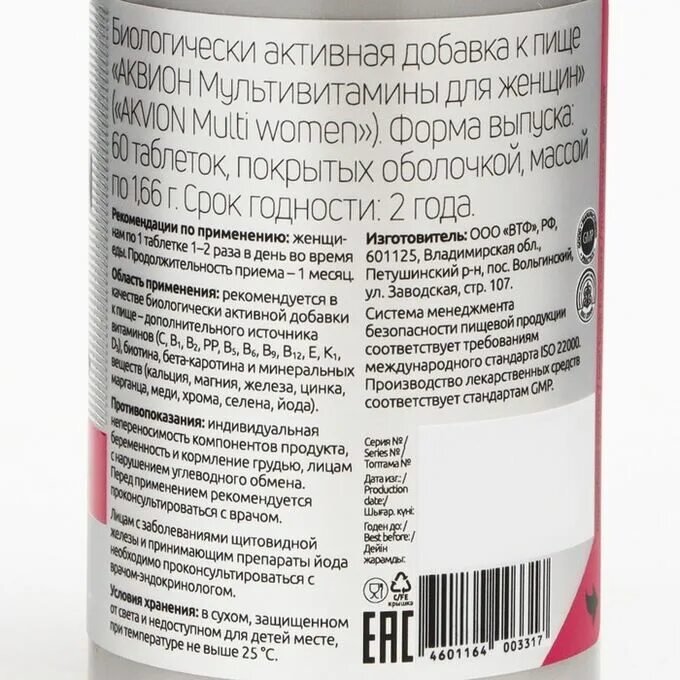 Биологически активная добавка к пище
«АКВИОН Мультивитамины для женщин»
(«AKVION Multi women»). Форма выпуска:
60 таблеток, покрытых оболочкой, массой
по 1,66 г. Срок годности: 2 года.
Рекомендации по применению: женщи-
нам по 1 таблетке 1–2 раза в день во время
еды. Продолжительность приема – 1 месяц.
Область применения: рекомендуется в
качестве биологически активной добавки
к пище – дополнительного источника
витаминов (C, B₁, B₂, PP, B₅, B₆, B₉, B₁₂, E, K₁,
D₃), биотина, бета-каротина и минеральных
веществ (кальция, магния, железа, цинка,
марганца, меди, хрома, селена, йода).
Противопоказания: индивидуальная
непереносимость компонентов продукта,
беременность и кормление грудью, лицам
с нарушением углеводного обмена.
Перед применением рекомендуется
проконсультироваться с врачом.
Лицам с заболеваниями щитовидной
железы и принимающим препараты йода
необходимо проконсультироваться с
врачом-эндокринологом.
Условия хранения: в сухом, защищенном
от света и недоступном для детей месте,
при температуре не выше 25 °C.
Изготовитель: ООО «ВТФ», РФ,
601125, Владимирская обл.,
Петушинский р-н, пос. Вольгинский,
ул. Заводская, стр. 107.
Система менеджмента
безопасности пищевой продукции
соответствует требованиям
международного стандарта ISO 22000.
Производство лекарственных средств
соответствует стандартам GMP.
GMP
Серия №/
Series №/
Топтама №
Дата изг.:/
Production
date:/
Шығар. күні:
Годен до:/
Best before:/
Дейін
жарамды:
C/FE
крышка
EAC
4601164 003317